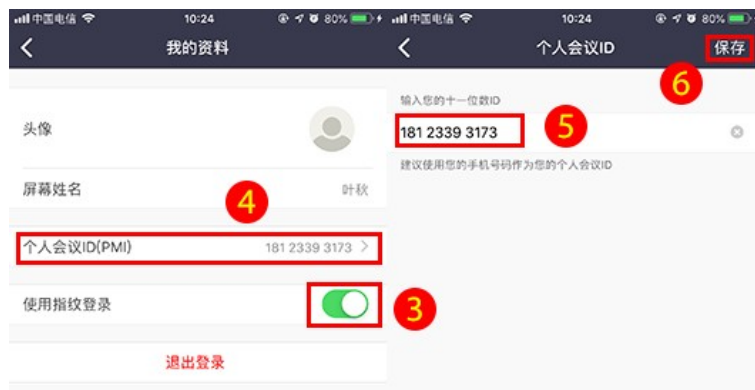 中国电信 10:24 80%
我的资料
头像
屏幕姓名 叶秋
4
个人会议ID(PMI) 181 2339 3173
使用指纹登录
3
退出登录
中国电信 10:24 80%
个人会议ID 保存
6
输入您的十一位数ID
181 2339 3173
5
建议使用您的手机号码作为您的个人会议ID